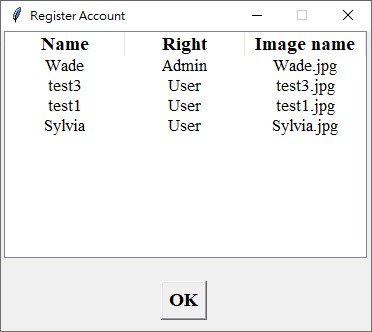 Register Account
Name Right Image name
Wade Admin Wade.jpg
test3 User test3.jpg
test1 User test1.jpg
Sylvia User Sylvia.jpg
OK